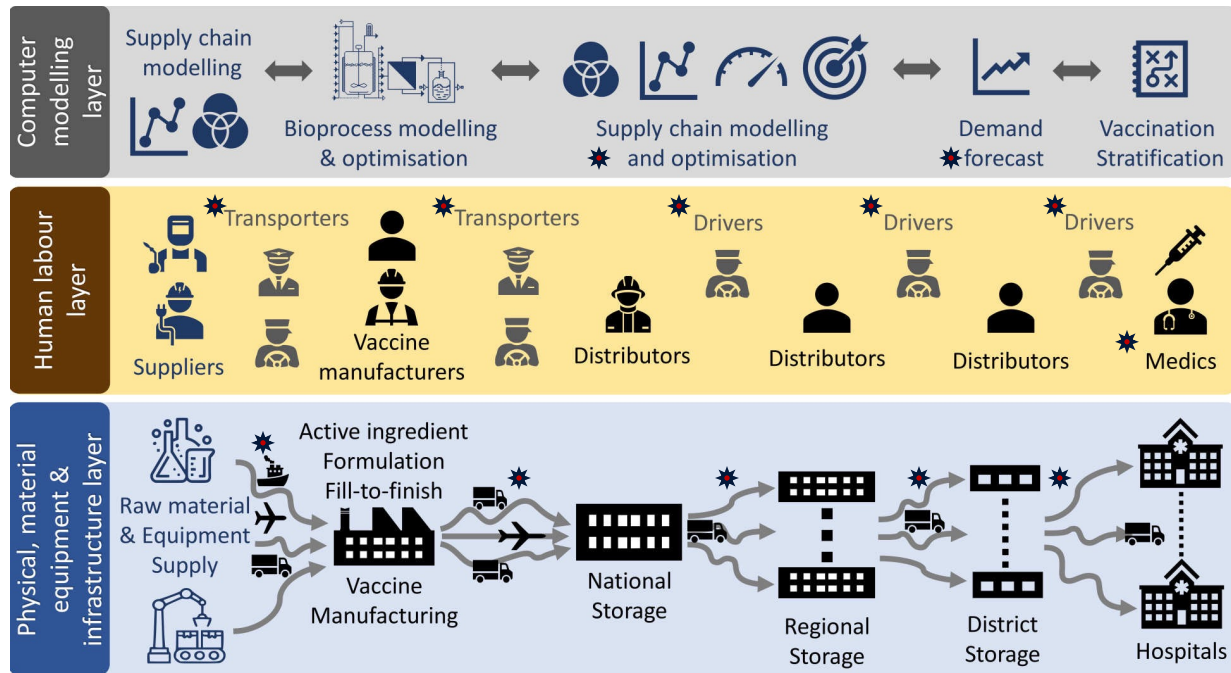 Computer
modelling
layer
Supply chain
modelling
Bioprocess modelling
& optimisation
Supply chain modelling
and optimisation
Demand
forecast
Vaccination
Stratification
Human labour
layer
Suppliers
Transporters
Vaccine
manufacturers
Transporters
Distributors
Drivers
Distributors
Drivers
Distributors
Drivers
Medics
Physical, material
equipment &
infrastructure layer
Raw material
& Equipment
Supply
Active ingredient
Formulation
Fill-to-finish
Vaccine
Manufacturing
National
Storage
Regional
Storage
District
Storage
Hospitals